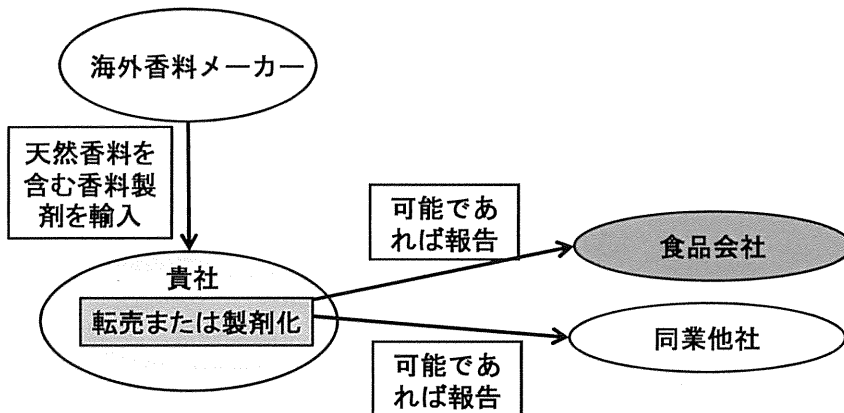 海外香料メーカー
天然香料を
含む香料製
剤を輸入
可能であ
れば報告
食品会社
貴社
転売または製剤化
同業他社
可能であ
れば報告